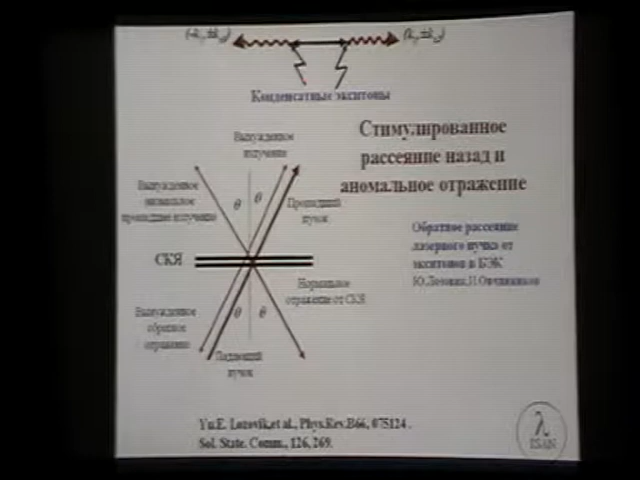 Конденсатные экситоны
Стимулированное
рассеяние назад и
аномальное отражение
Вынужденное
излучение
Вынужденное
аномальное
прошедшее излучение
θ θ
Прошедший
пучок
Обратное рассеяние
лазерного пучка от
экситонов в БЭК
Ю.Лозовик, И.Овчинников
СКЯ
Нормальное
отражение от СКЯ
Вынужденное
обратное
отражение
θ θ
Падающий
пучок
Yu.E. Lozovik,et al., Phys.Rev.B66, 075124 .
Sol. State. Comm., 126, 269.
λ
ISAN